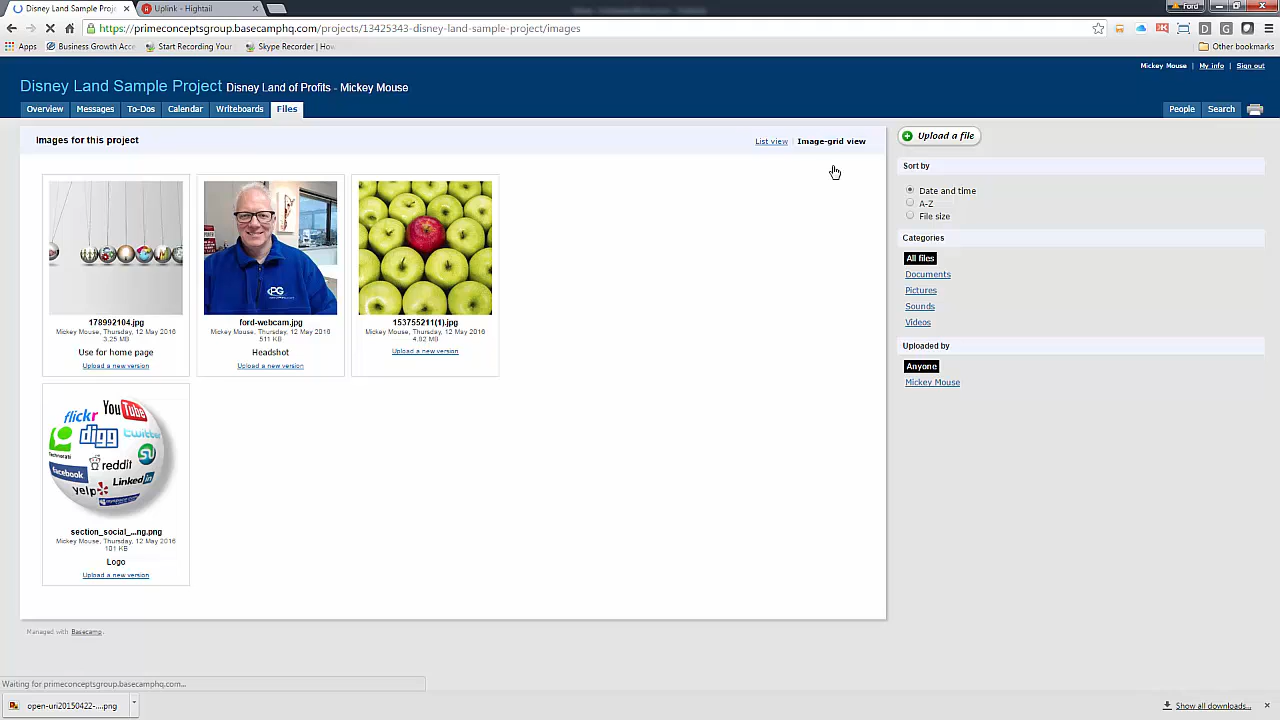 Disney Land Sample Proje
Uplink - Hightail
Ford
https://primeconceptsgroup.basecamphq.com/projects/13425343-disney-land-sample-project/images
Apps
Business Growth Acce
Start Recording Your
Skype Recorder | Ho
Other bookmarks
Mickey Mouse | My info | Sign out
Disney Land Sample Project Disney Land of Profits - Mickey Mouse
Overview Messages To-Dos Calendar Writeboards Files
People Search
Images for this project
List view | Image-grid view
Upload a file
Sort by
Date and time
A-Z
File size
Categories
All files
Documents
Pictures
Sounds
Videos
Uploaded by
Anyone
Mickey Mouse
PG
178992104.jpg
Mickey Mouse, Thursday, 12 May 2016
3.25 MB
Use for home page
Upload a new version
ford-webcam.jpg
Mickey Mouse, Thursday, 12 May 2016
511 KB
Headshot
Upload a new version
153755211(1).jpg
Mickey Mouse, Thursday, 12 May 2016
4.02 MB
Upload a new version
flickr
YouTube
digg
twitter
Technorati
facebook
reddit
LinkedIn
yelp
myspace.com
section_social_...ng.png
Mickey Mouse, Thursday, 12 May 2016
101 KB
Logo
Upload a new version
Managed with Basecamp.
Waiting for primeconceptsgroup.basecamphq.com...
open-uri20150422-....png
Show all downloads...